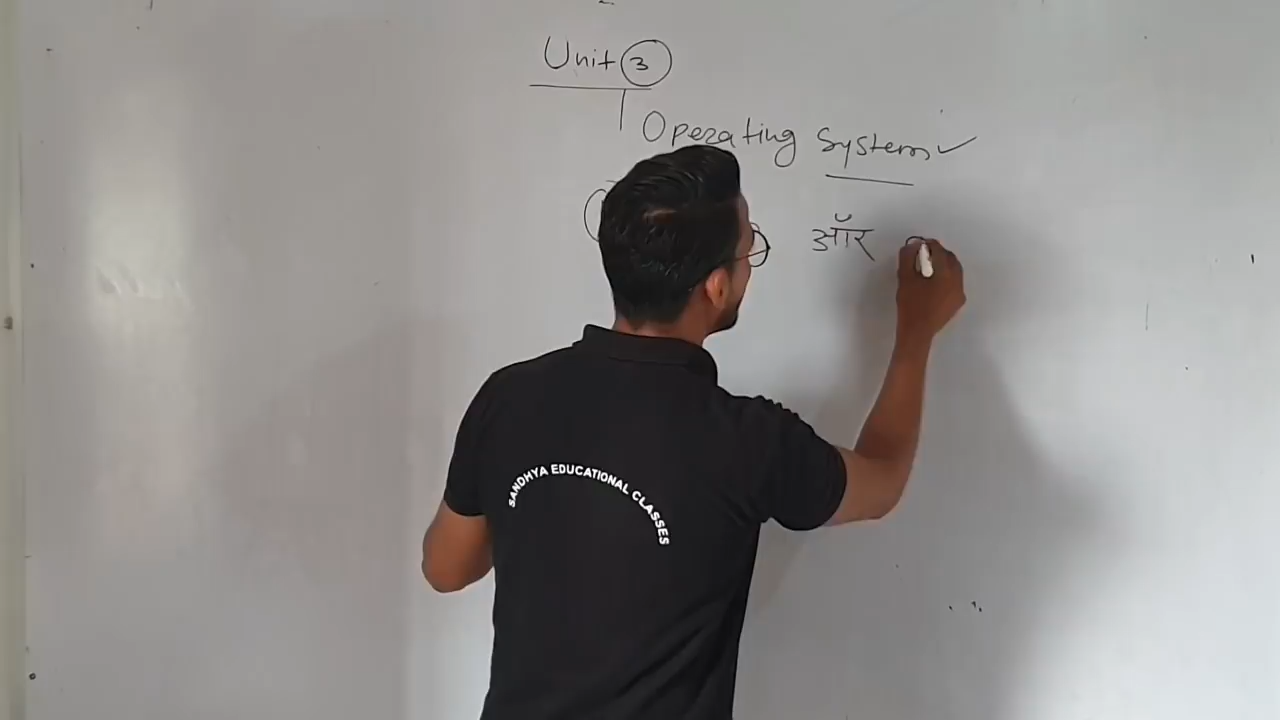 Unit 3
Operating System
ऑर
SANDHYA EDUCATIONAL CLASSES